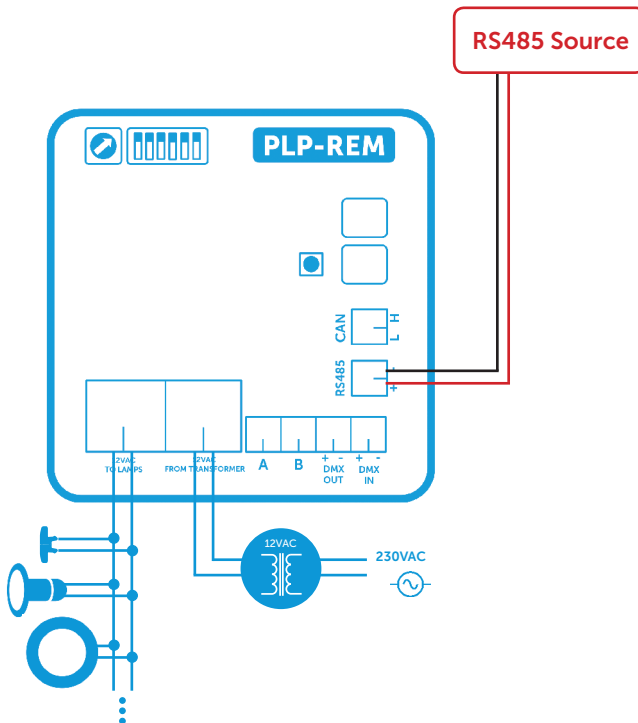 RS485 Source
PLP-REM
CAN
H
L
RS485
-
+
12VAC
TO LAMPS
12VAC
FROM TRANSFORMER
A
B
+ -
DMX
OUT
+ -
DMX
IN
12VAC
230VAC